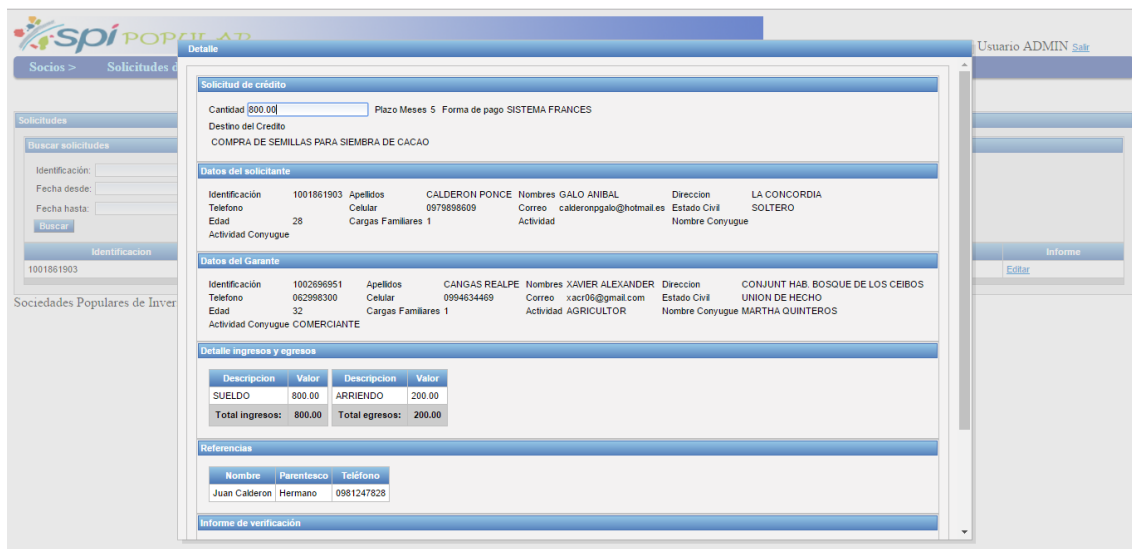 spi POPULAR
Usuario ADMIN Salir
Socios > Solicitudes d
Detalle
Solicitudes
Buscar solicitudes
Identificación:
Fecha desde:
Fecha hasta:
Buscar
Identificacion Informe
1001861903 Editar
Sociedades Populares de Inver
Solicitud de crédito
Cantidad 800.00 Plazo Meses 5 Forma de pago SISTEMA FRANCES
Destino del Credito
COMPRA DE SEMILLAS PARA SIEMBRA DE CACAO
Datos del solicitante
Identificación 1001861903 Apellidos CALDERON PONCE Nombres GALO ANIBAL Direccion LA CONCORDIA
Telefono Celular 0979898609 Correo calderonpgalo@hotmail.es Estado Civil SOLTERO
Edad 28 Cargas Familiares 1 Actividad Nombre Conyugue
Actividad Conyugue
Datos del Garante
Identificación 1002696951 Apellidos CANGAS REALPE Nombres XAVIER ALEXANDER Direccion CONJUNT HAB. BOSQUE DE LOS CEIBOS
Telefono 062998300 Celular 0994634469 Correo xacr06@gmail.com Estado Civil UNION DE HECHO
Edad 32 Cargas Familiares 1 Actividad AGRICULTOR Nombre Conyugue MARTHA QUINTEROS
Actividad Conyugue COMERCIANTE
Detalle ingresos y egresos
Descripcion Valor Descripcion Valor
SUELDO 800.00 ARRIENDO 200.00
Total ingresos: 800.00 Total egresos: 200.00
Referencias
Nombre Parentesco Teléfono
Juan Calderon Hermano 0981247828
Informe de verificación